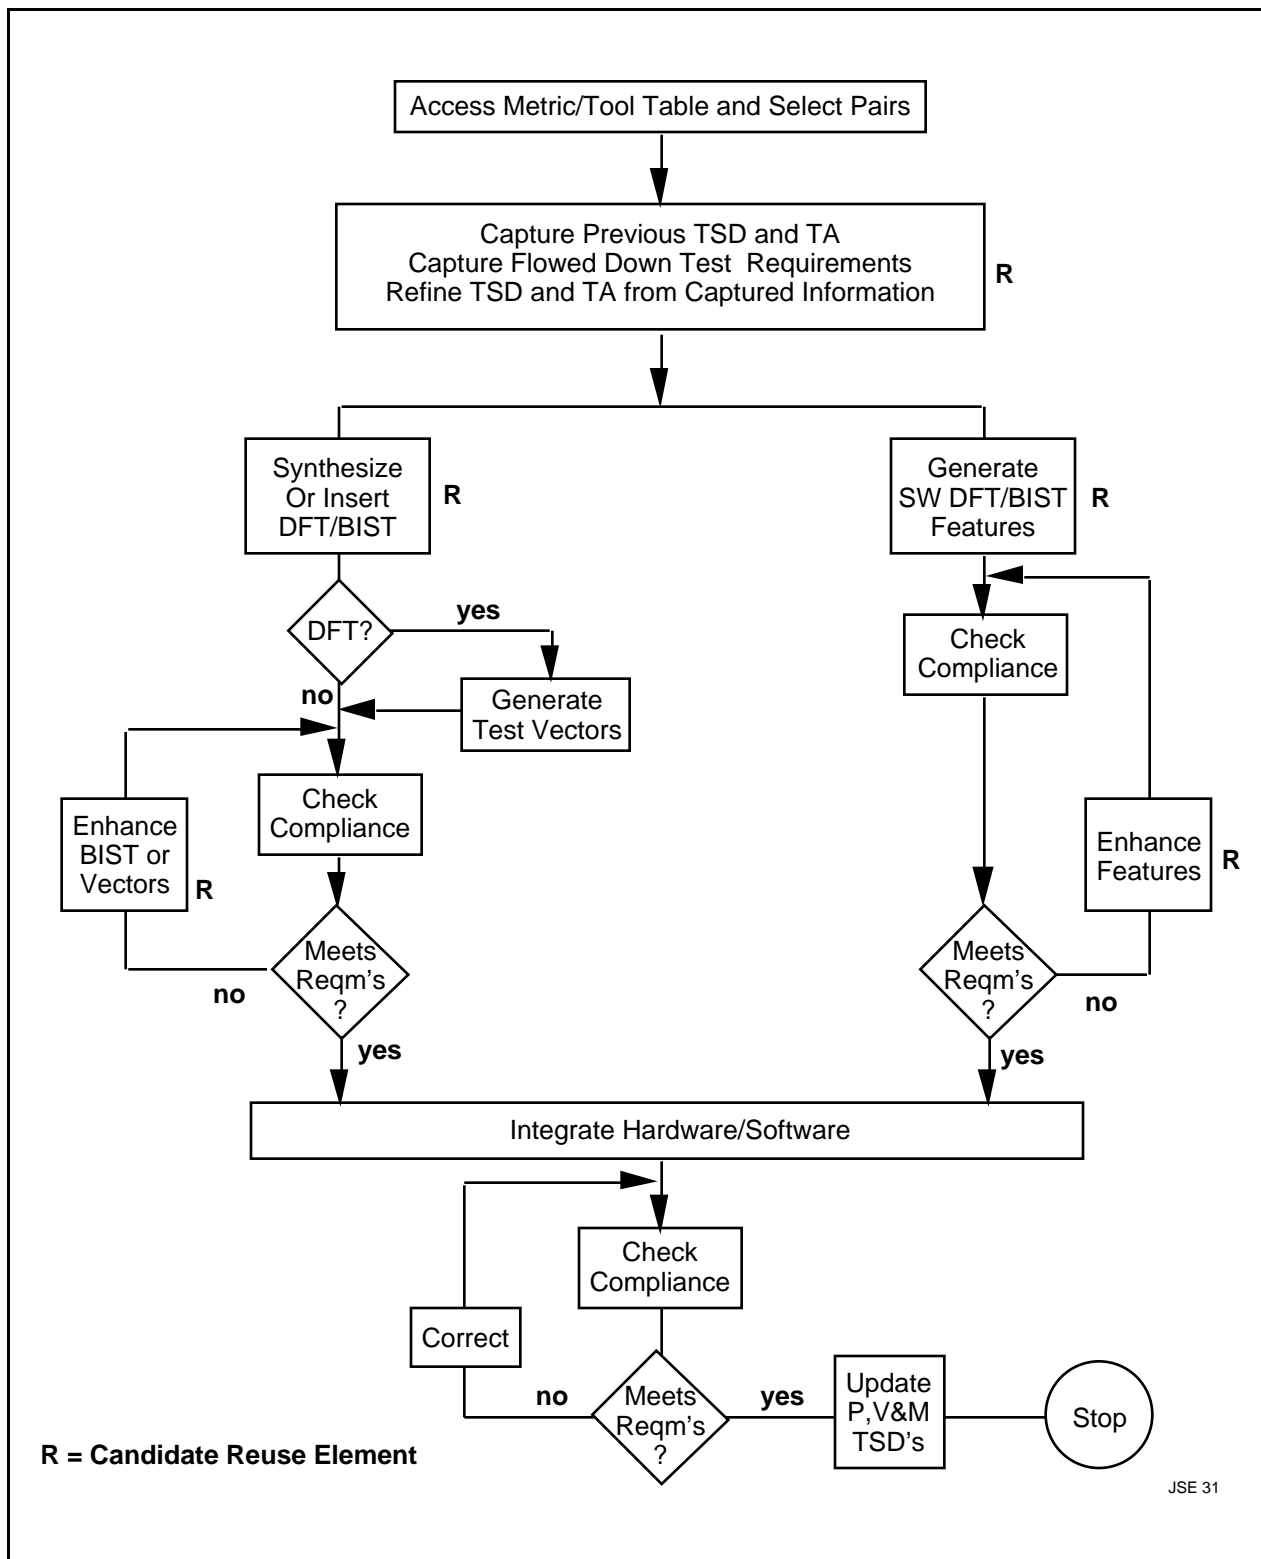 Access Metric/Tool Table and Select Pairs
Capture Previous TSD and TA
Capture Flowed Down Test Requirements
Refine TSD and TA from Captured Information
R
Synthesize
Or Insert
DFT/BIST
R
Generate
SW DFT/BIST
Features
R
DFT?
yes
no
Generate
Test Vectors
Check
Compliance
Check
Compliance
Enhance
BIST or
Vectors
R
Enhance
Features
R
Meets
Reqm's
?
no
yes
Meets
Reqm's
?
no
yes
Integrate Hardware/Software
Check
Compliance
Correct
no
Meets
Reqm's
?
yes
Update
P,V&M
TSD's
Stop
R = Candidate Reuse Element
JSE 31